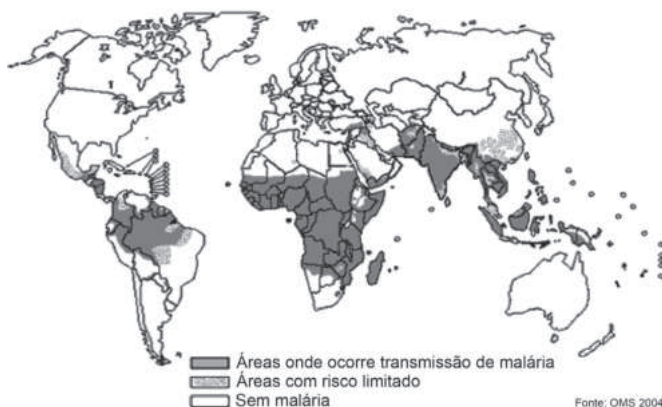 Áreas onde ocorre transmissão de malária
Áreas com risco limitado
Sem malária
Fonte: OMS 2004